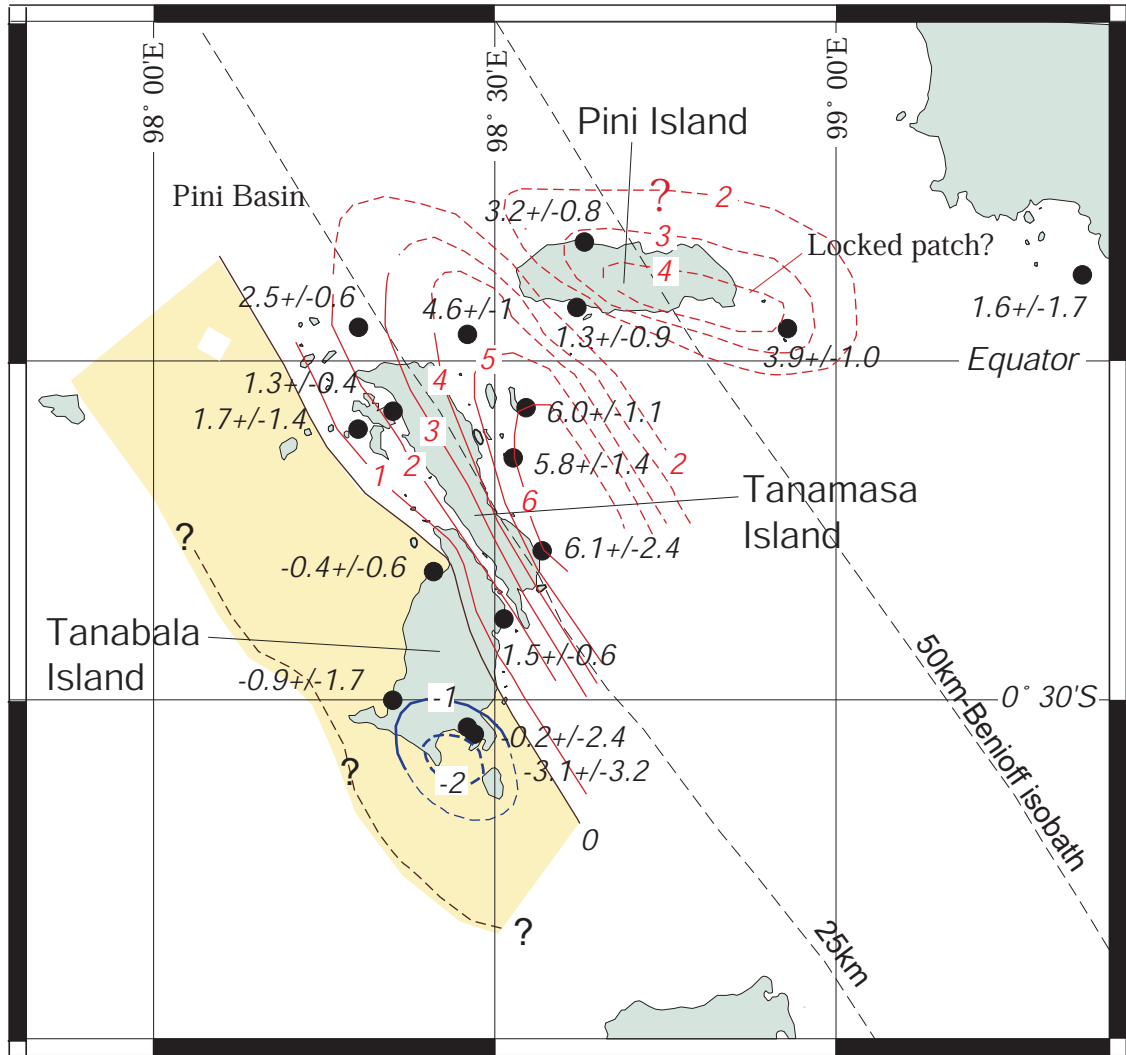 98° 00'E
98° 30'E
99° 00'E
Pini Island
Pini Basin
?
2
3.2+/-0.8
3
Locked patch?
4
2.5+/-0.6
4.6+/-1
1.3+/-0.9
1.6+/-1.7
3.9+/-1.0
Equator
5
1.3+/-0.4
4
1.7+/-1.4
6.0+/-1.1
3
5.8+/-1.4
2
1
2
6
Tanamasa
Island
?
6.1+/-2.4
-0.4+/-0.6
Tanabala
Island
1.5+/-0.6
-0.9+/-1.7
-1
0° 30'S
-0.2+/-2.4
?
-2
-3.1+/-3.2
50km-Benioff isobath
0
?
25km